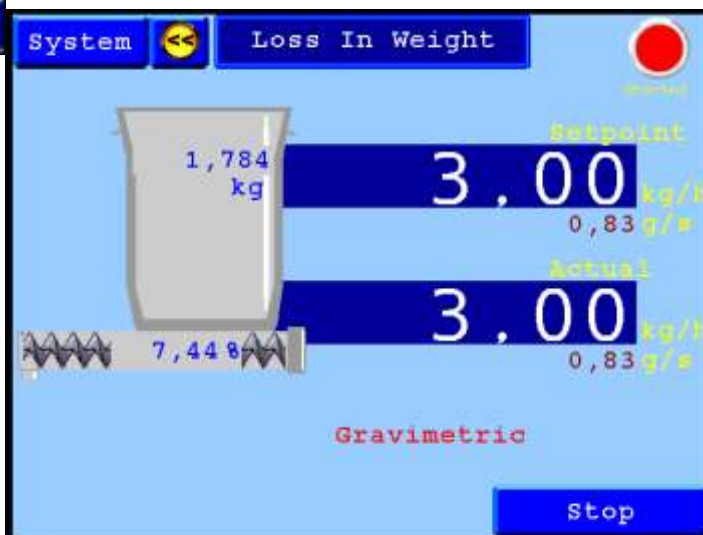 System << Loss In Weight
Setpoint
1,784
kg
3.00 kg/h
0,83 g/s
Actual
3.00 kg/h
7,44%
0,83 g/s
Gravimetric
Stop